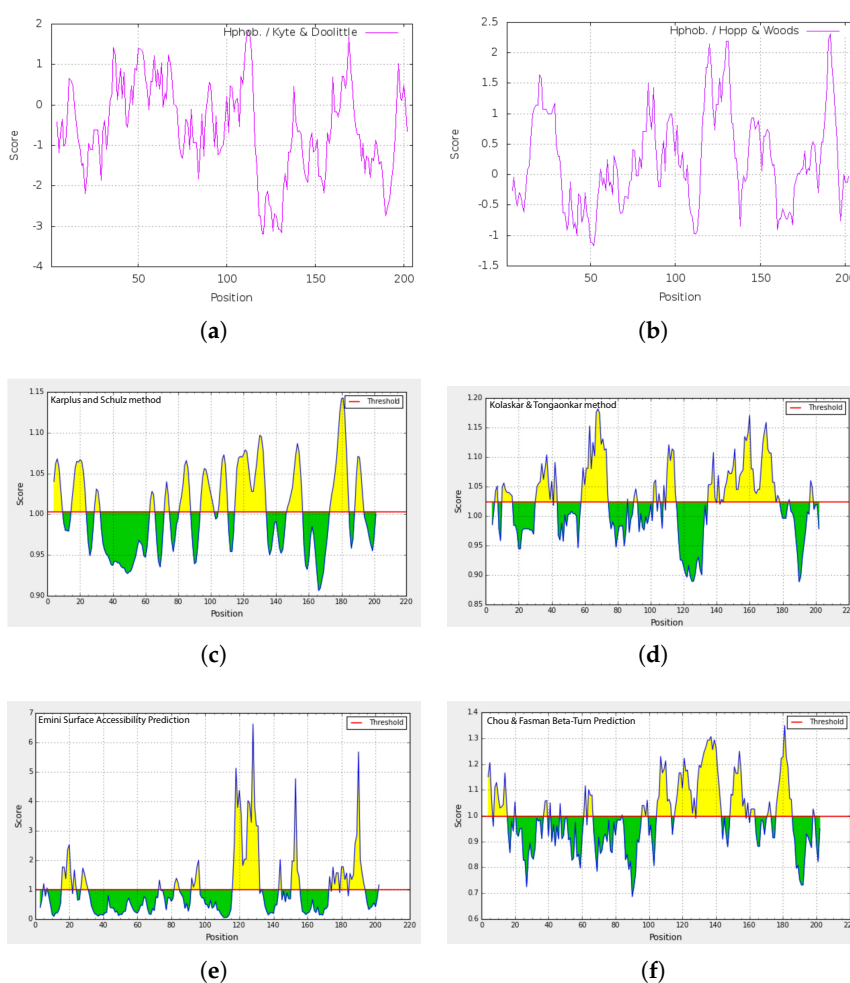 Hphob. / Kyte & Doolittle
2
1
0
-1
-2
-3
-4
Score
50
100
150
200
Position
(a)
Hphob. / Hopp & Woods
2.5
2
1.5
1
0.5
0
-0.5
-1
-1.5
Score
50
100
150
200
Position
(b)
Karplus and Schulz method
Threshold
1.15
1.10
1.05
1.00
0.95
0.90
Score
0 20 40 60 80 100 120 140 160 180 200 220
Position
(c)
Kolaskar & Tongaonkar method
Threshold
1.20
1.15
1.10
1.05
1.00
0.95
0.90
0.85
Score
0 20 40 60 80 100 120 140 160 180 200 220
Position
(d)
Emini Surface Accessibility Prediction
Threshold
7
6
5
4
3
2
1
0
Score
0 20 40 60 80 100 120 140 160 180 200 220
Position
(e)
Chou & Fasman Beta-Turn Prediction
Threshold
1.4
1.3
1.2
1.1
1.0
0.9
0.8
0.7
0.6
Score
0 20 40 60 80 100 120 140 160 180 200 220
Position
(f)